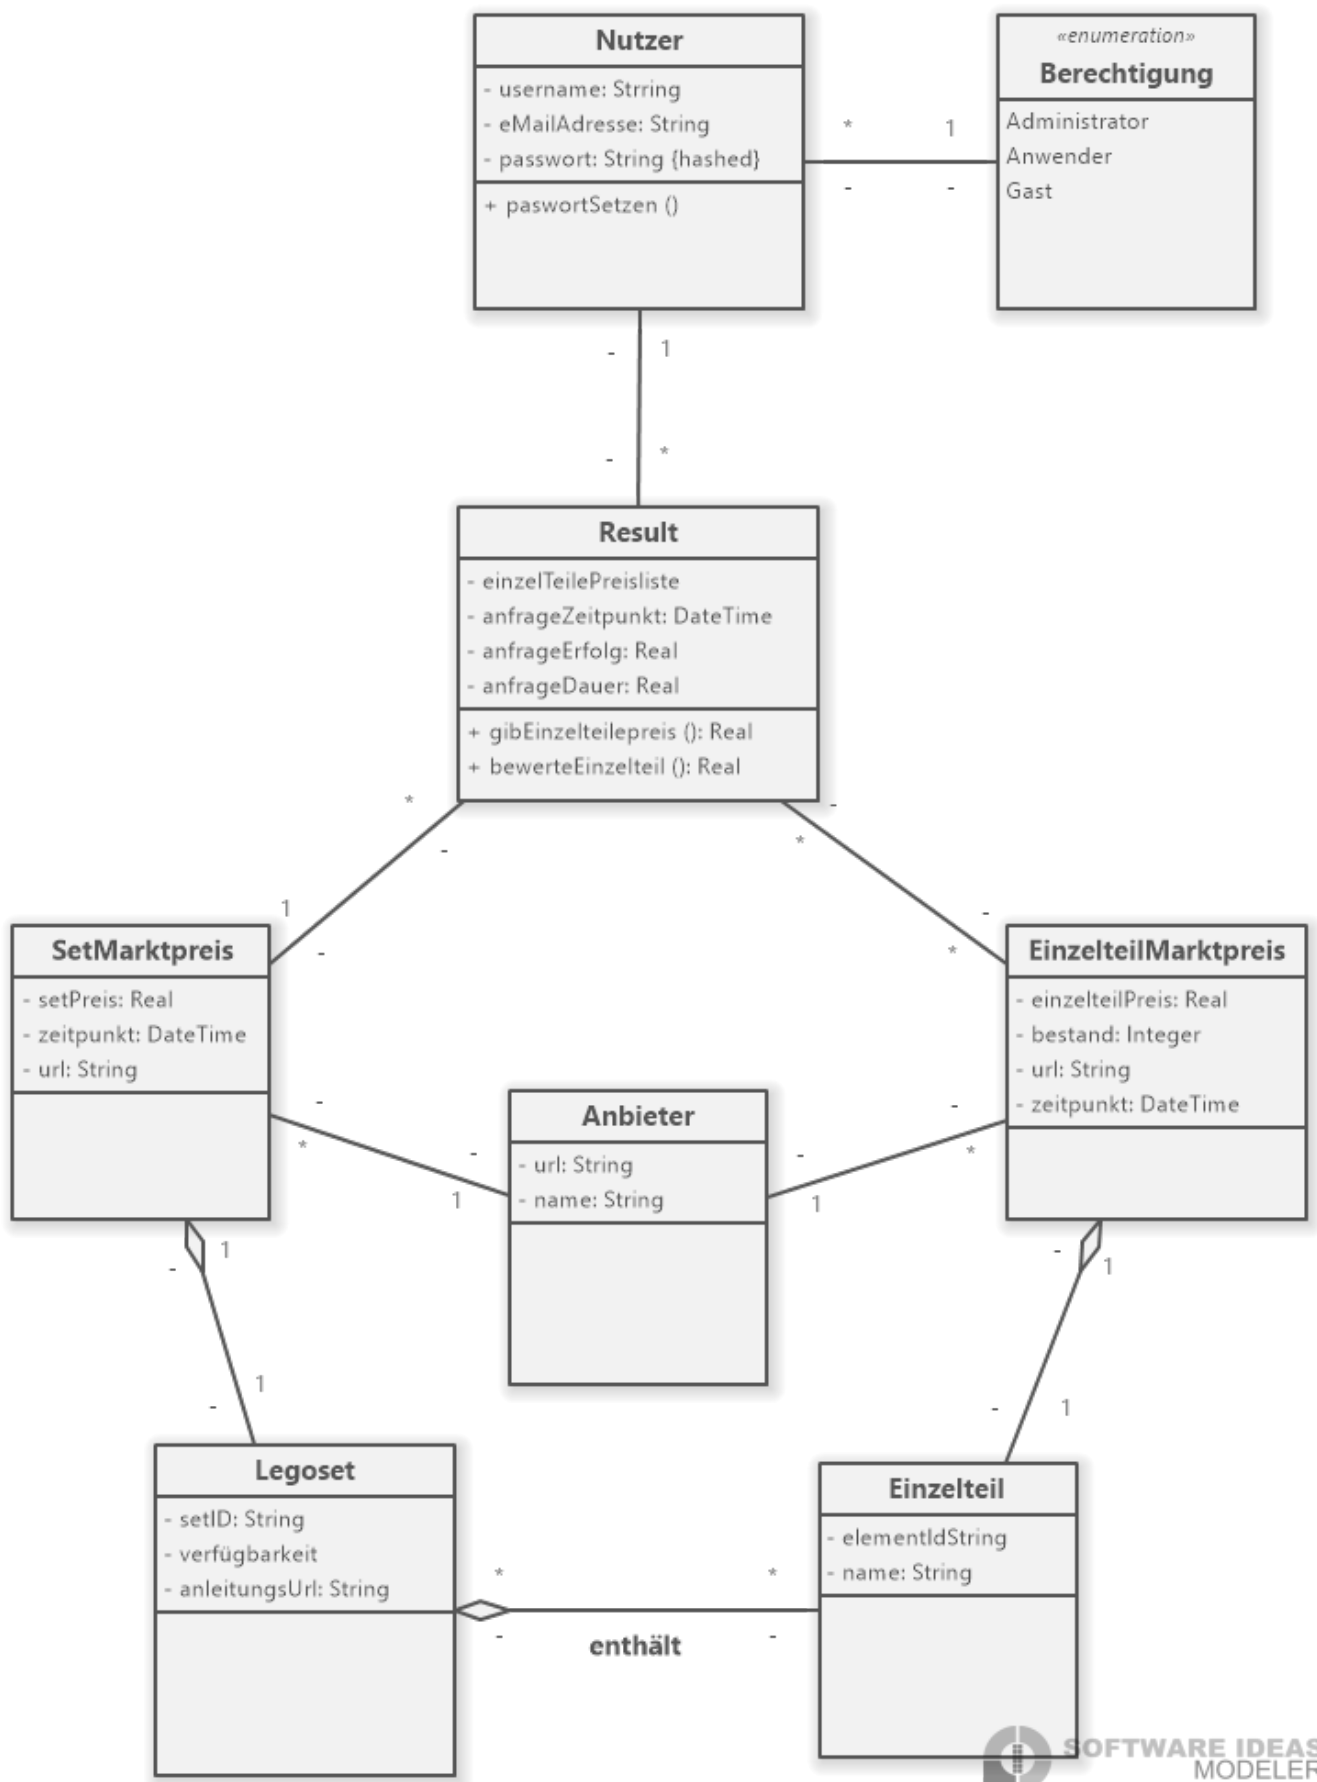 Nutzer
- username: Strring
- eMailAdresse: String
- passwort: String {hashed}
+ paswortSetzen ()
«enumeration»
Berechtigung
Administrator
Anwender
Gast
* 1
- -
- 1
- *
Result
- einzelTeilePreisliste
- anfrageZeitpunkt: DateTime
- anfrageErfolg: Real
- anfrageDauer: Real
+ gibEinzelteilepreis (): Real
+ bewerteEinzelteil (): Real
* -
1 -
- *
- *
SetMarktpreis
- setPreis: Real
- zeitpunkt: DateTime
- url: String
EinzelteilMarktpreis
- einzelteilPreis: Real
- bestand: Integer
- url: String
- zeitpunkt: DateTime
- *
- 1
Anbieter
- url: String
- name: String
- 1
- *
- 1
- 1
- 1
- 1
Legoset
- setID: String
- verfügbarkeit
- anleitungsUrl: String
* *
- -
enthält
Einzelteil
- elementIdString
- name: String
SOFTWARE IDEAS
MODELER